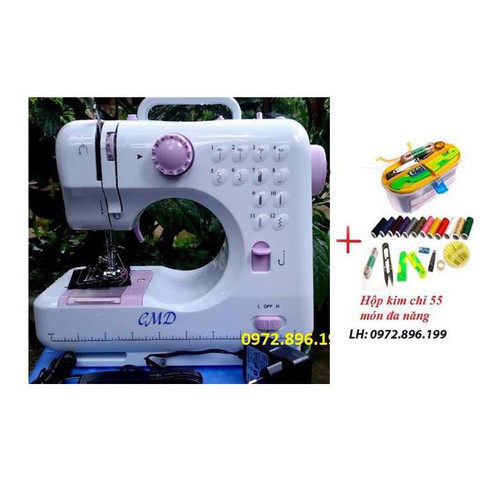 1 2 3 4
5 6 7 8
9 10
11 12
L OFF H
CMD
0972.896.19
Hộp kim chỉ 55
món đa năng
LH: 0972.896.199